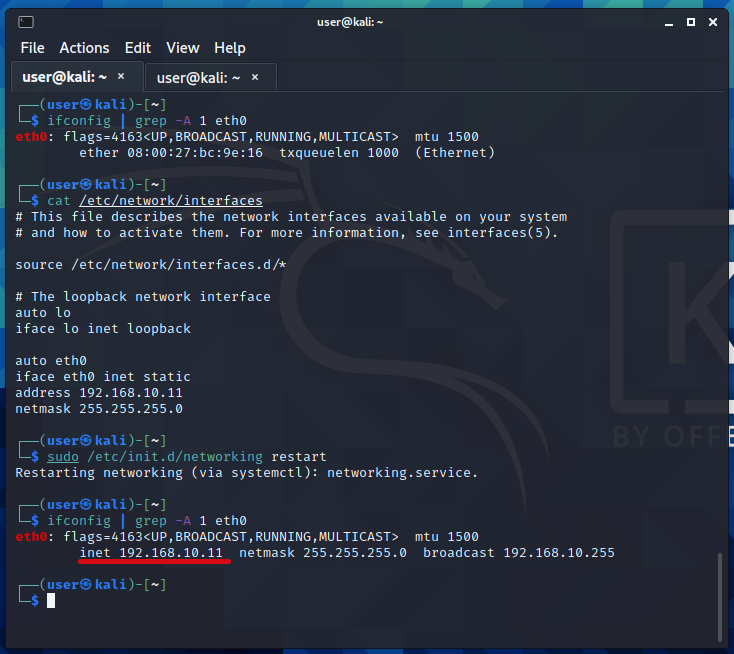 user@kali: ~
File Actions Edit View Help
user@kali: ~ × user@kali: ~ ×
┌──(user㉿kali)-[~]
└─$ ifconfig | grep -A 1 eth0
eth0: flags=4163<UP,BROADCAST,RUNNING,MULTICAST>  mtu 1500
        ether 08:00:27:bc:9e:16  txqueuelen 1000  (Ethernet)
┌──(user㉿kali)-[~]
└─$ cat /etc/network/interfaces
# This file describes the network interfaces available on your system
# and how to activate them. For more information, see interfaces(5).
source /etc/network/interfaces.d/*
# The loopback network interface
auto lo
iface lo inet loopback
auto eth0
iface eth0 inet static
address 192.168.10.11
netmask 255.255.255.0
┌──(user㉿kali)-[~]
└─$ sudo /etc/init.d/networking restart
Restarting networking (via systemctl): networking.service.
┌──(user㉿kali)-[~]
└─$ ifconfig | grep -A 1 eth0
eth0: flags=4163<UP,BROADCAST,RUNNING,MULTICAST>  mtu 1500
        inet 192.168.10.11  netmask 255.255.255.0  broadcast 192.168.10.255
┌──(user㉿kali)-[~]
└─$
K
BY OFFE